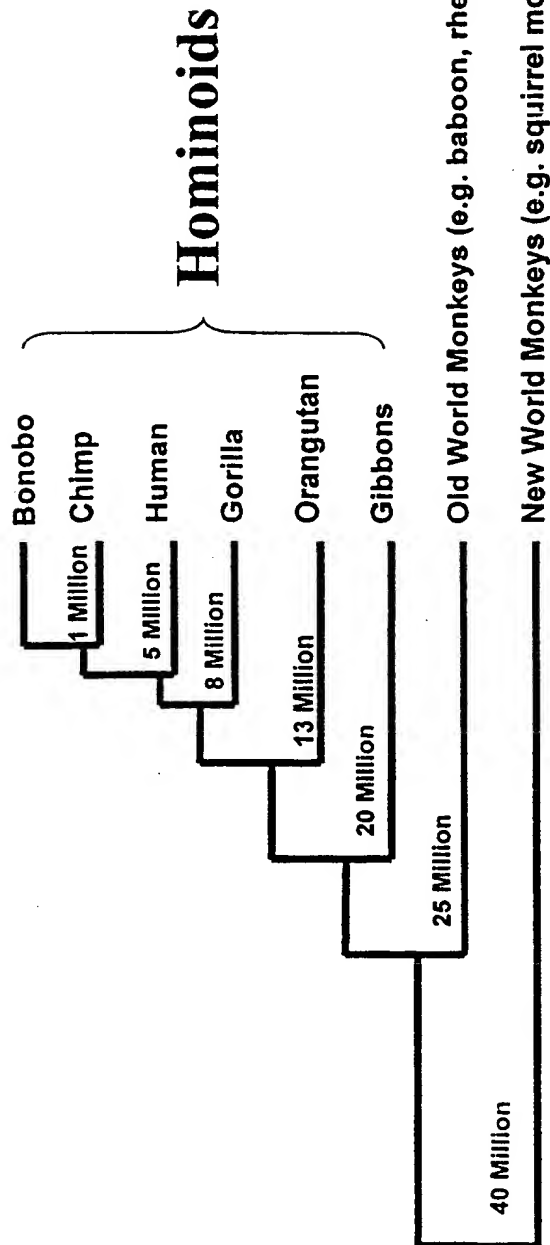 Bonobo
Chimp
Human
Gorilla
Orangutan
Gibbons
Old World Monkeys (e.g. baboon,
New World Monkeys (e.g. squirrel
Hominoids
1 Million
5 Million
8 Million
13 Million
20 Million
25 Million
40 Million